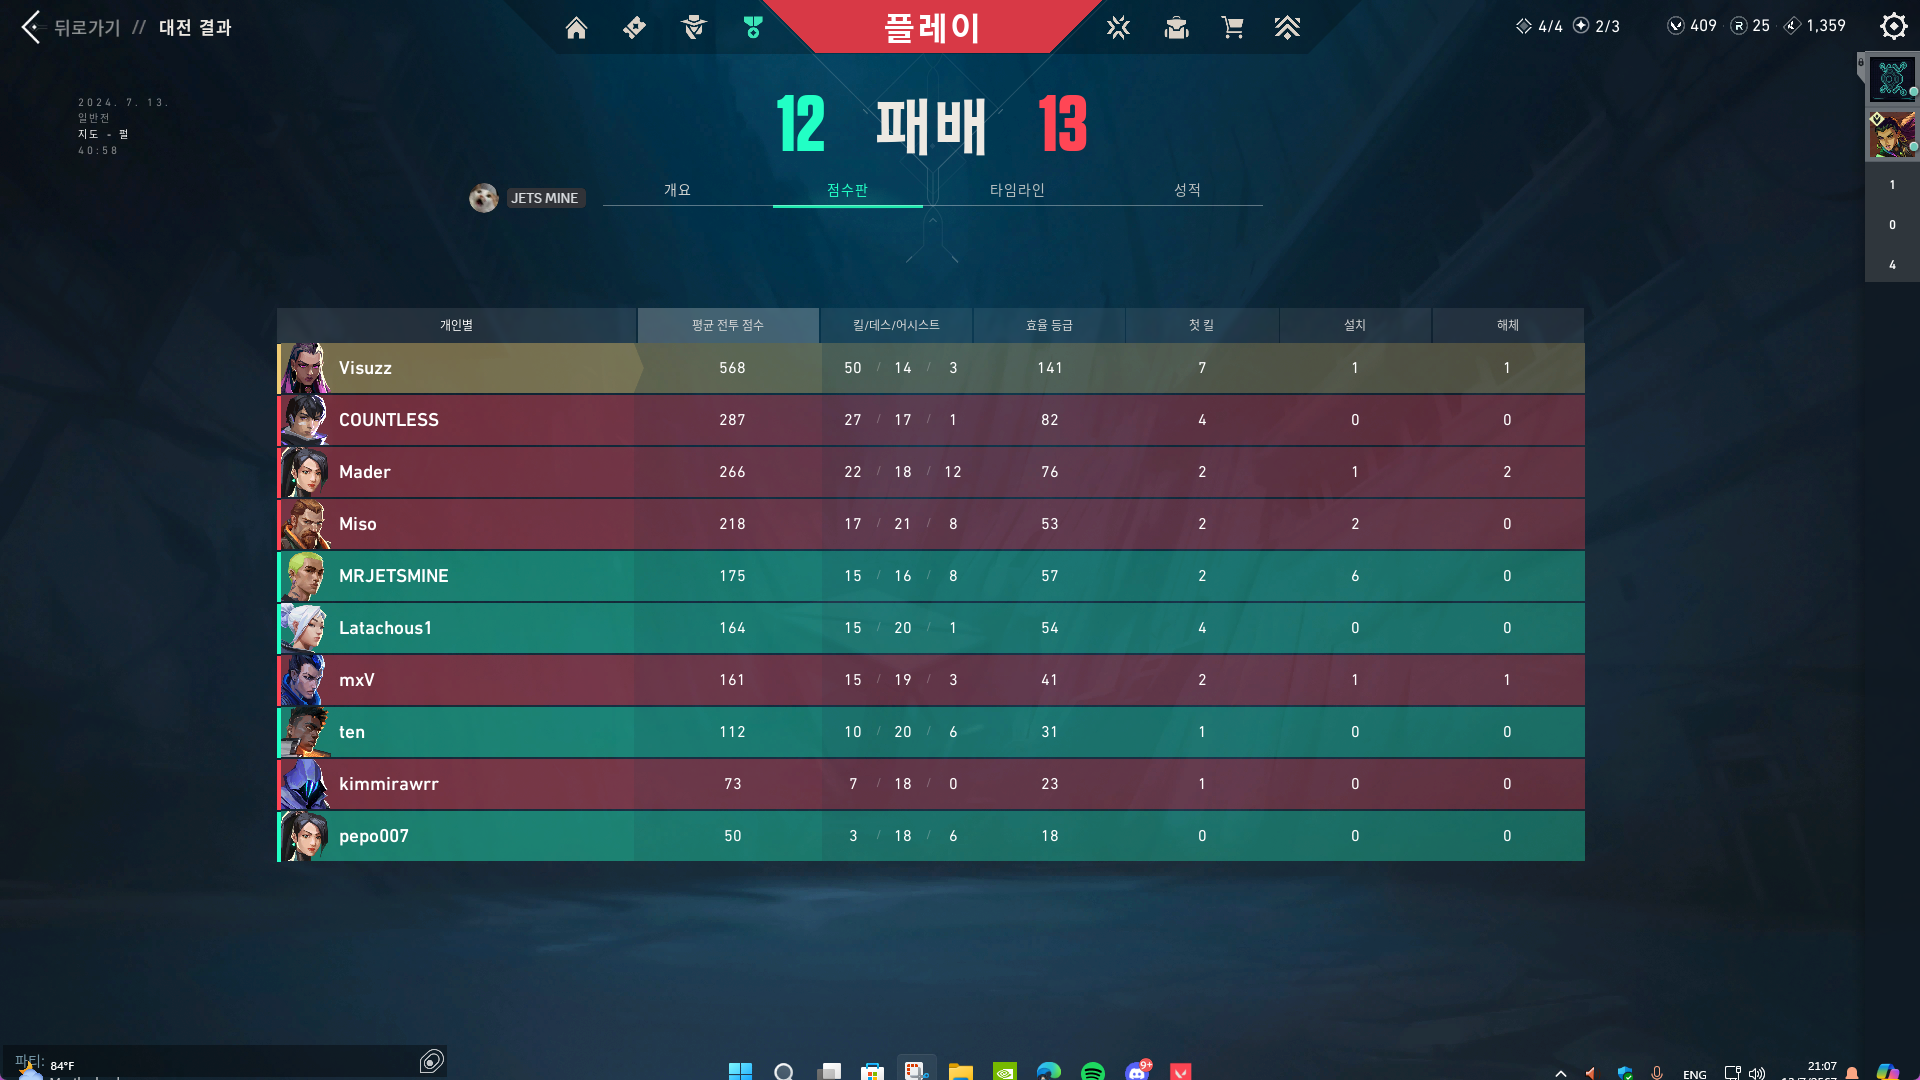 뒤로가기 // 대전 결과
플레이
4/4 2/3 409 R 25 1,359
2024. 7. 13.
일반전
지도 - 펄
40:58
12 패배 13
JETS MINE
개요 점수판 타임라인 성적
1
0
4
개인별 평균 전투 점수 킬/데스/어시스트 효율 등급 첫 킬 설치 해체
Visuzz 568 50 / 14 / 3 141 7 1 1
COUNTLESS 287 27 / 17 / 1 82 4 0 0
Mader 266 22 / 18 / 12 76 2 1 2
Miso 218 17 / 21 / 8 53 2 2 0
MRJETSMINE 175 15 / 16 / 8 57 2 6 0
Latachous1 164 15 / 20 / 1 54 4 0 0
mxV 161 15 / 19 / 3 41 2 1 1
ten 112 10 / 20 / 6 31 1 0 0
kimmirawrr 73 7 / 18 / 0 23 1 0 0
pepo007 50 3 / 18 / 6 18 0 0 0
파티:
84°F
9+
ENG
21:07